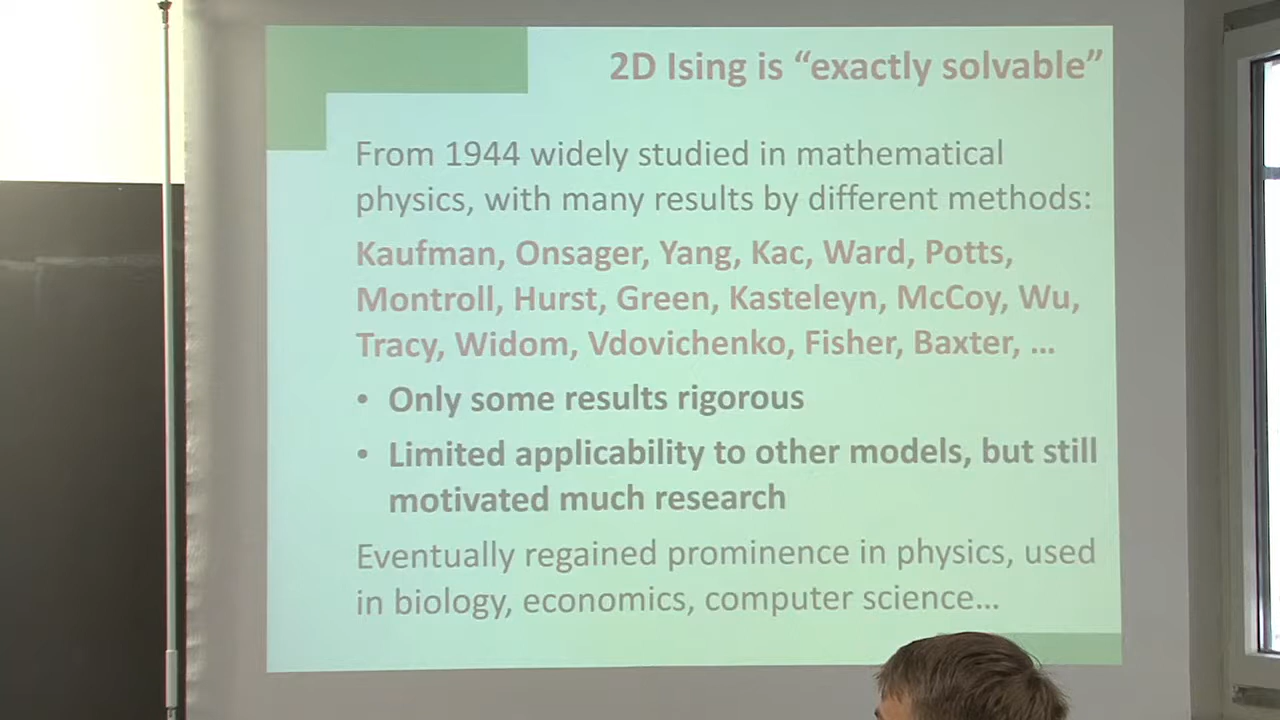 2D Ising is “exactly solvable”
From 1944 widely studied in mathematical
physics, with many results by different methods:
Kaufman, Onsager, Yang, Kac, Ward, Potts,
Montroll, Hurst, Green, Kasteleyn, McCoy, Wu,
Tracy, Widom, Vdovichenko, Fisher, Baxter, …
• Only some results rigorous
• Limited applicability to other models, but still
motivated much research
Eventually regained prominence in physics, used
in biology, economics, computer science…